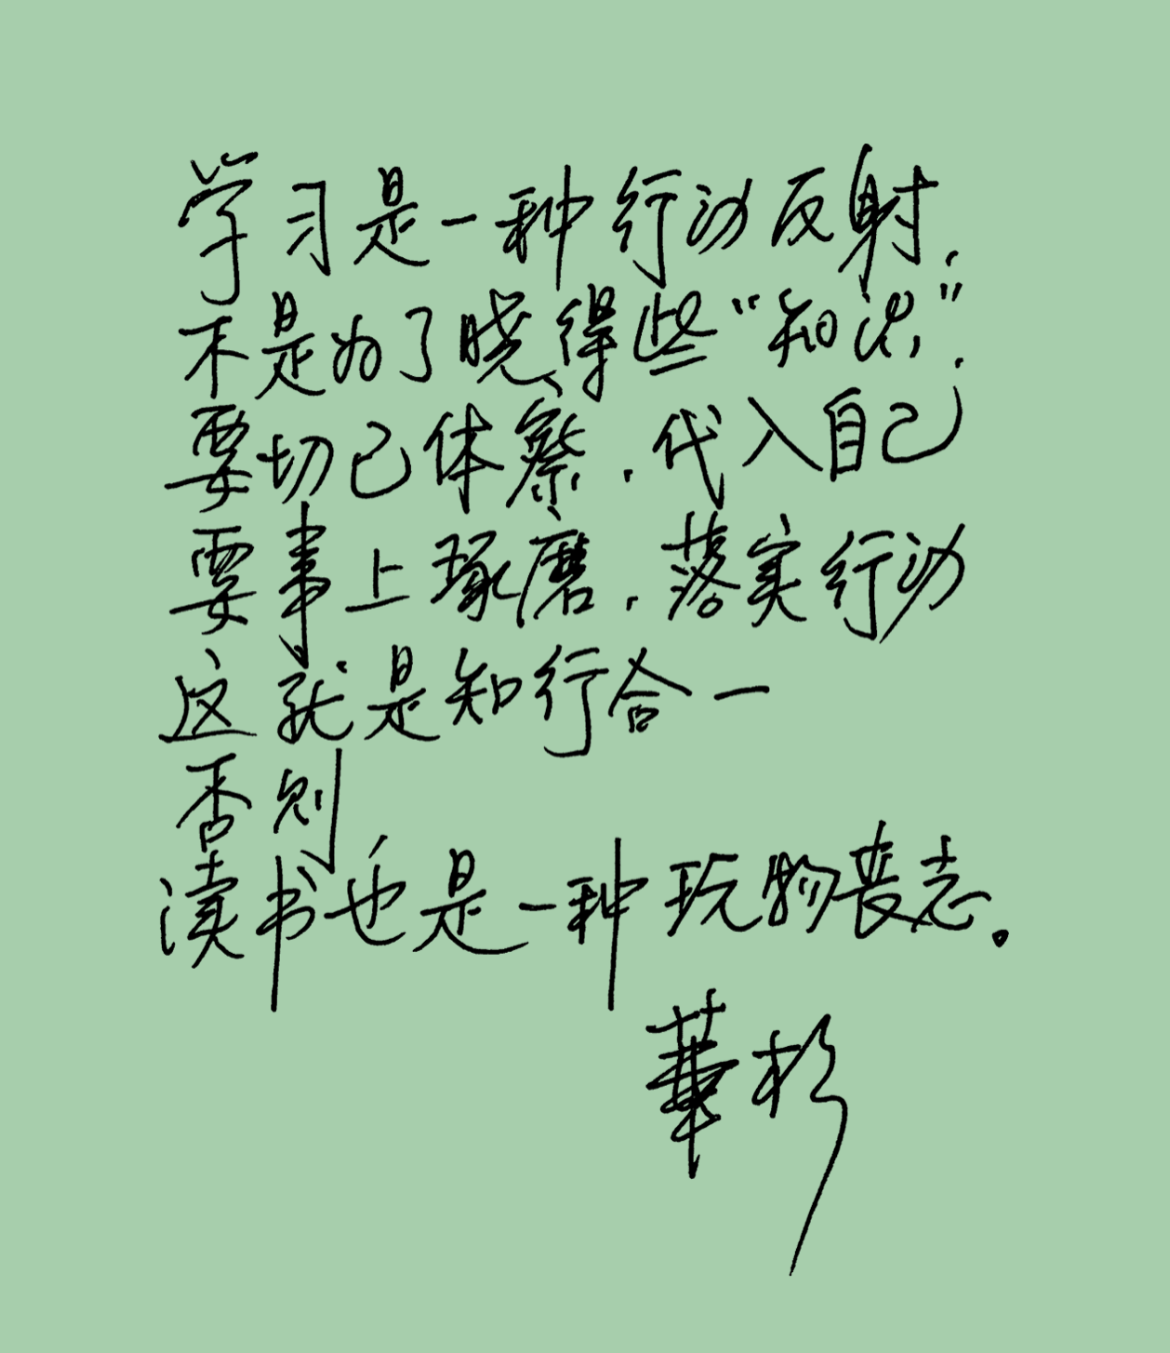 学习是一种行动反射，
不是为了晓得些“知识”，
要切己体察，代入自己
要事上琢磨，落实行动
这就是知行合一
否则
读书也是一种玩物丧志。
華杉